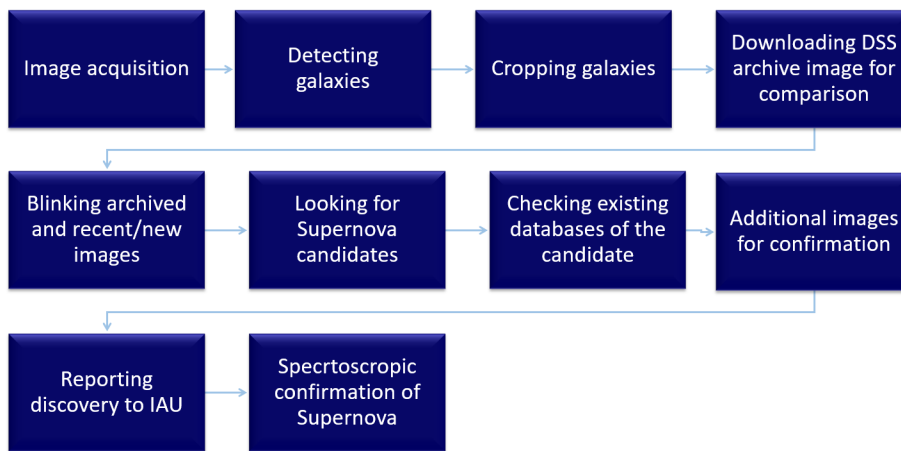 Image acquisition
Detecting
galaxies
Cropping galaxies
Downloading DSS
archive image for
comparison
Blinking archived
and recent/new
images
Looking for
Supernova
candidates
Checking existing
databases of the
candidate
Additional images
for confirmation
Reporting
discovery to IAU
Specrtoscropic
confirmation of
Supernova